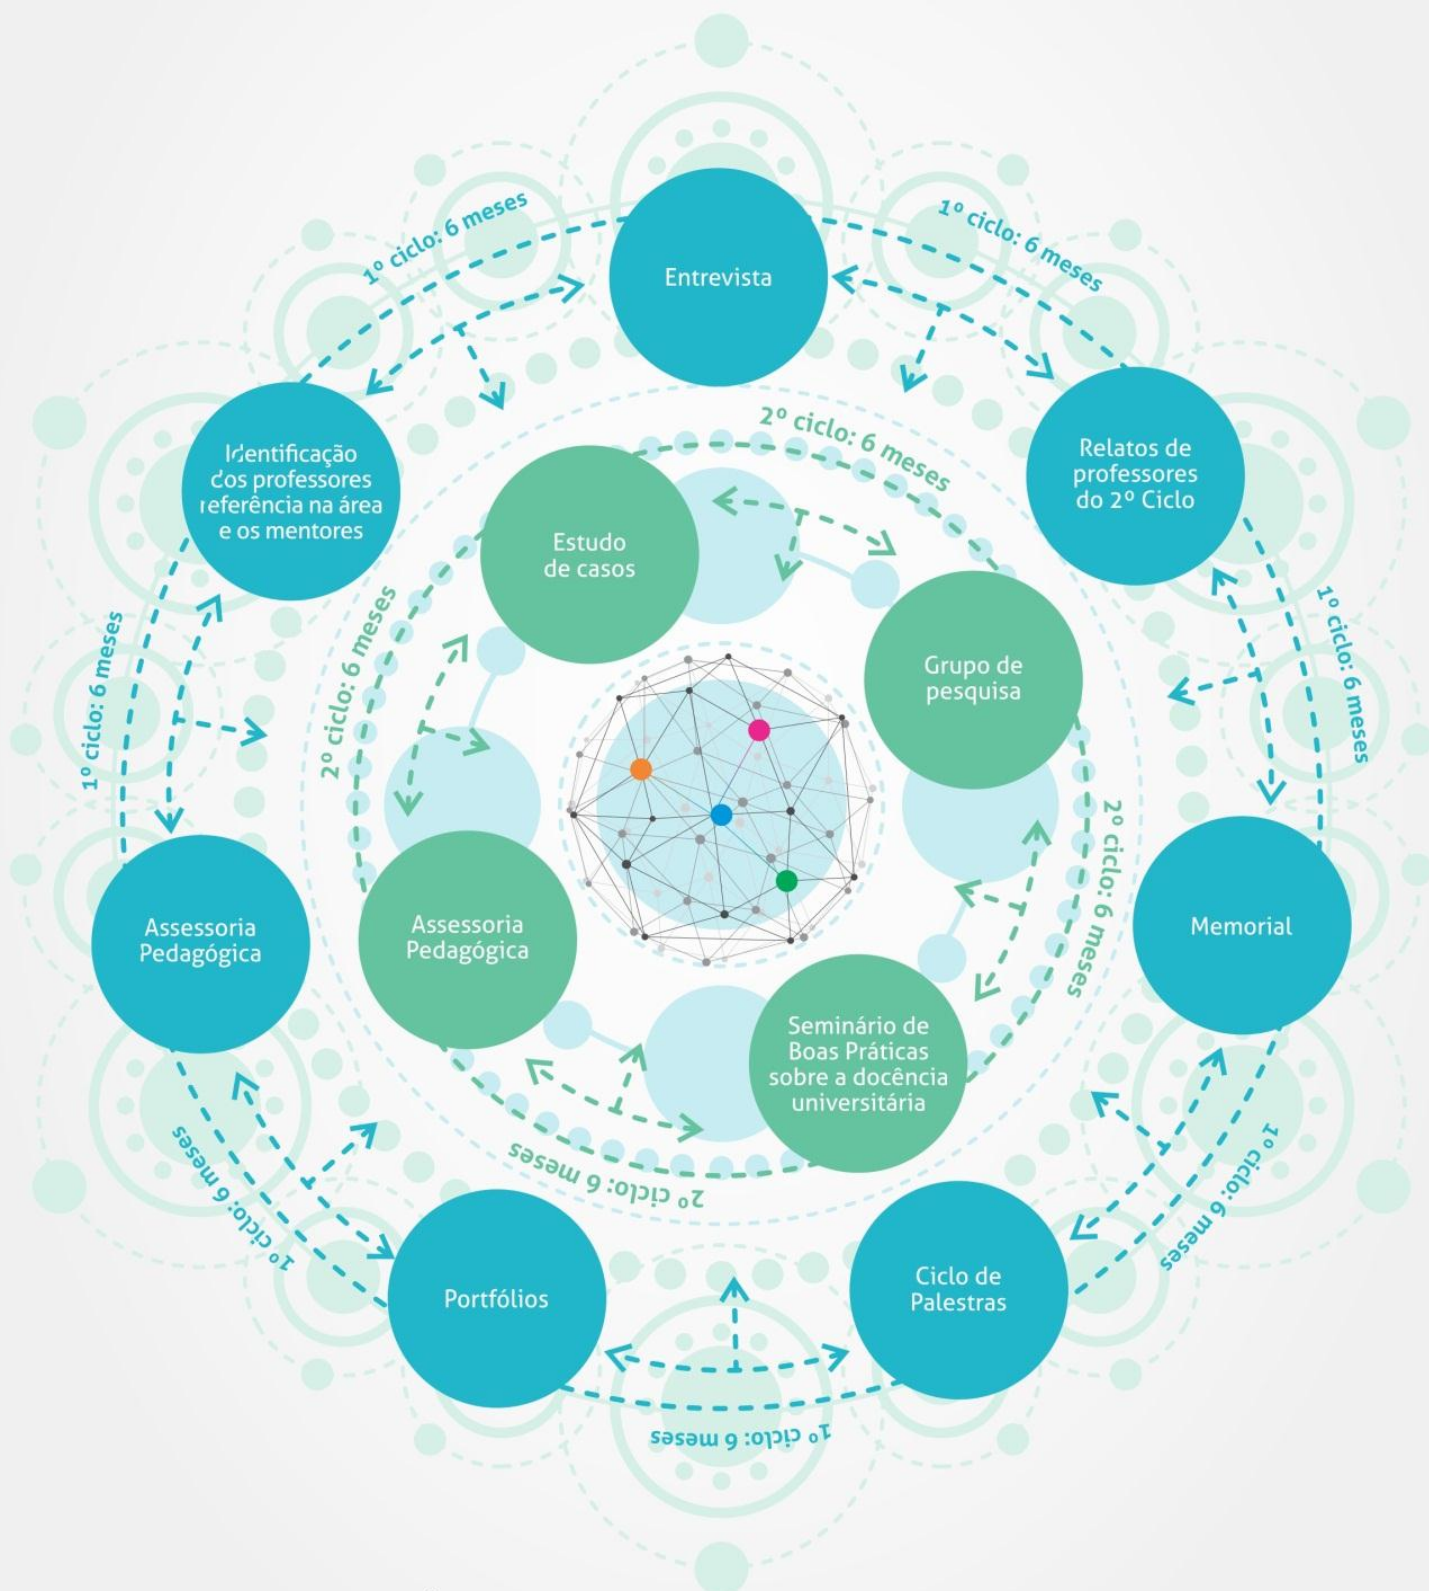 1º ciclo: 6 meses
1º ciclo: 6 meses
Entrevista
Identificação
dos professores
referência na área
e os mentores
Relatos de
professores
do 2º Ciclo
2º ciclo: 6 meses
Estudo
de casos
2º ciclo: 6 meses
Grupo de
pesquisa
1º ciclo: 6 meses
1º ciclo: 6 meses
Assessoria
Pedagógica
Assessoria
Pedagógica
2º ciclo: 6 meses
Memorial
Seminário de
Boas Práticas
sobre a docência
universitária
2º ciclo: 6 meses
1º ciclo: 6 meses
1º ciclo: 6 meses
Portfólios
Ciclo de
Palestras
1º ciclo: 6 meses